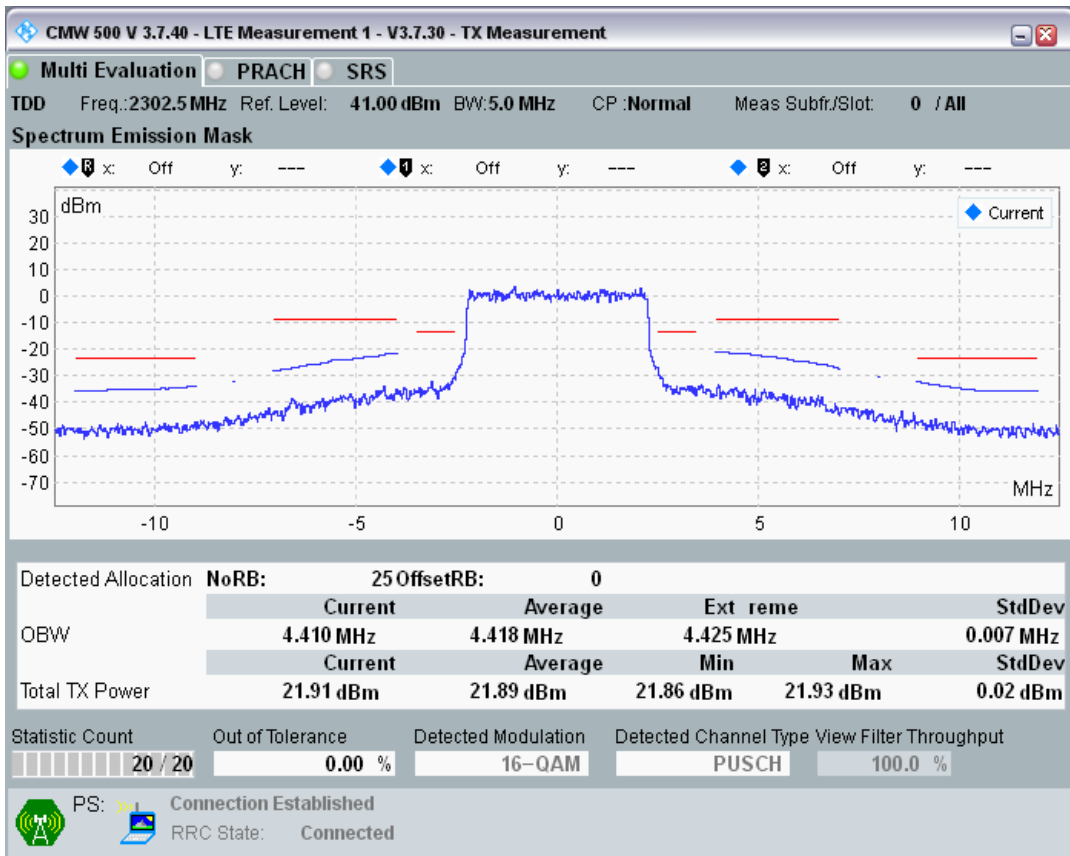 CMW 500 V 3.7.40 - LTE Measurement 1 - V3.7.30 - TX Measurement
Multi Evaluation PRACH SRS
TDD Freq.:2302.5 MHz Ref. Level: 41.00 dBm BW:5.0 MHz CP :Normal Meas Subfr./Slot: 0 / All
Spectrum Emission Mask
R x: Off y: --- 1 x: Off y: --- 2 x: Off y: ---
dBm
Current
30
20
10
0
-10
-20
-30
-40
-50
-60
-70
MHz
-10 -5 0 5 10
Detected Allocation NoRB: 25 OffsetRB: 0
Current Average Ext reme StdDev
OBW 4.410 MHz 4.418 MHz 4.425 MHz 0.007 MHz
Current Average Min Max StdDev
Total TX Power 21.91 dBm 21.89 dBm 21.86 dBm 21.93 dBm 0.02 dBm
Statistic Count Out of Tolerance Detected Modulation Detected Channel Type View Filter Throughput
20 / 20 0.00 % 16-QAM PUSCH 100.0 %
PS: Connection Established
RRC State: Connected